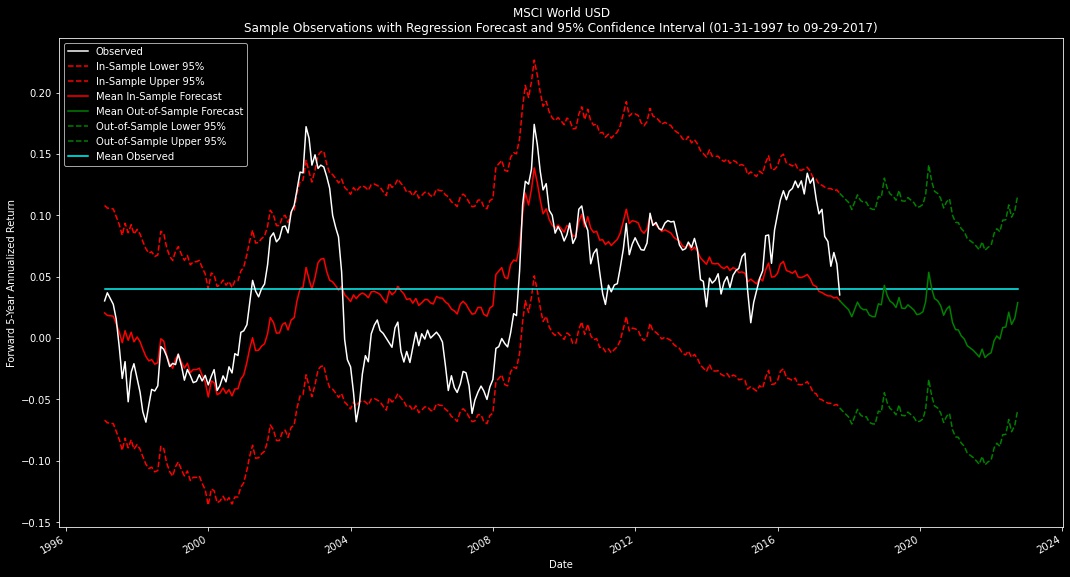 MSCI World USD
Sample Observations with Regression Forecast and 95% Confidence Interval (01-31-1997 to 09-29-2017)
Observed
In-Sample Lower 95%
In-Sample Upper 95%
Mean In-Sample Forecast
Mean Out-of-Sample Forecast
Out-of-Sample Lower 95%
Out-of-Sample Upper 95%
Mean Observed
Forward 5-Year Annualized Return
0.20
0.15
0.10
0.05
0.00
−0.05
−0.10
−0.15
1996
2000
2004
2008
2012
2016
2020
2024
Date